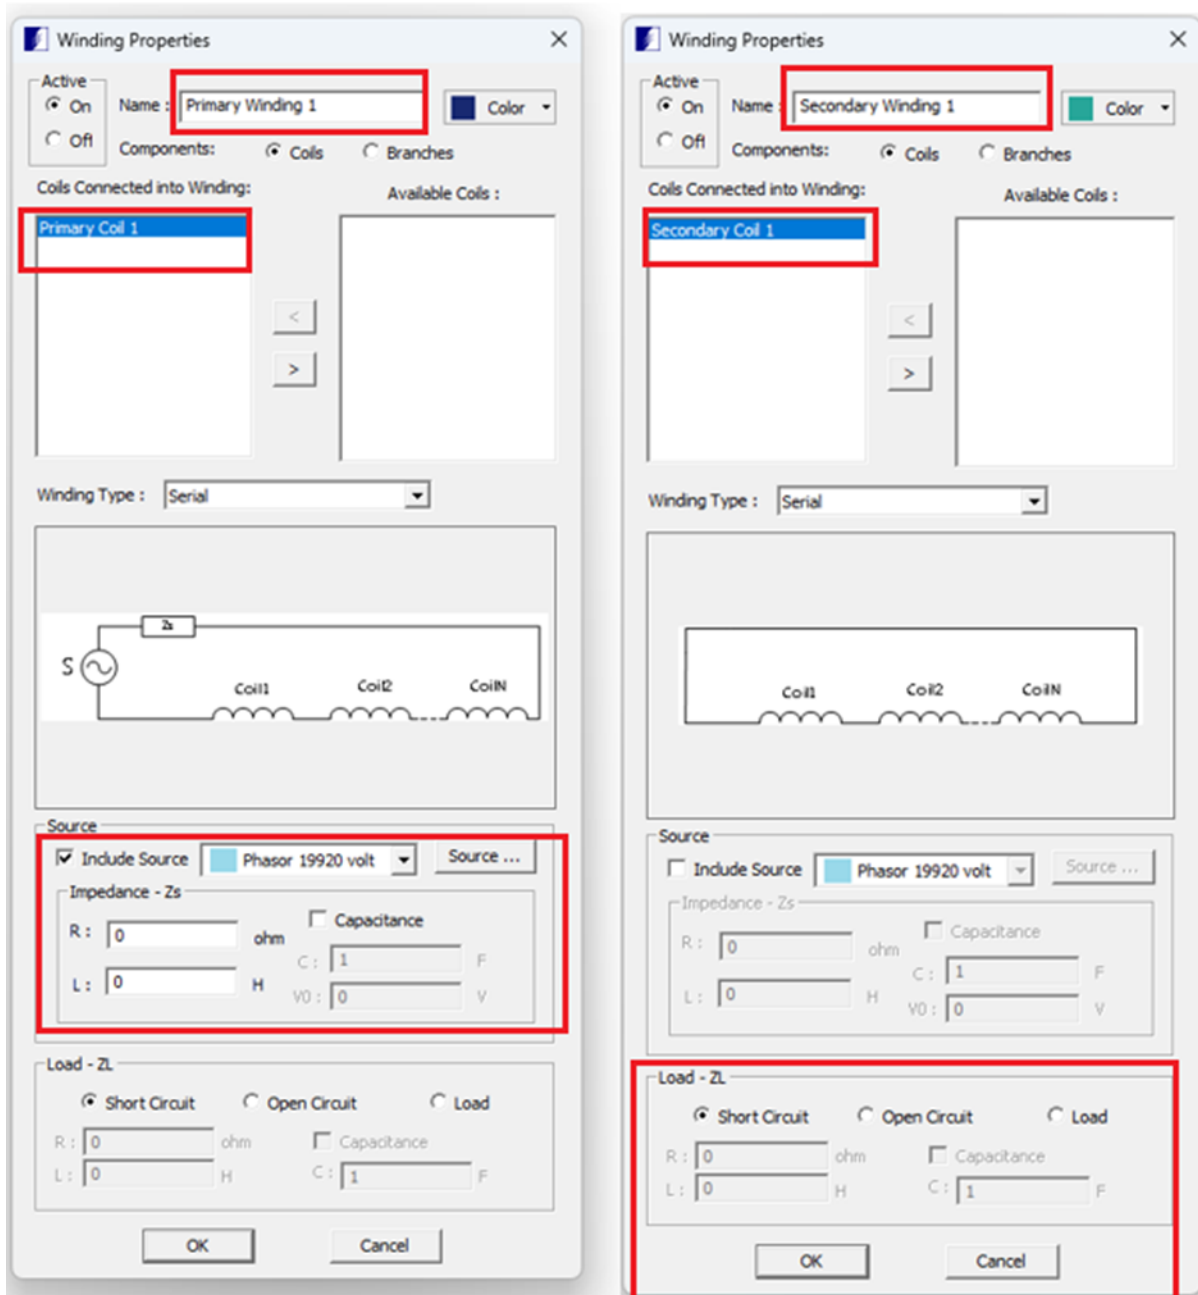 Winding Properties
Active
On
Off
Name :
Primary Winding 1
Color
Components:
Coils
Branches
Coils Connected into Winding:
Available Coils :
Primary Coil 1
<
>
Winding Type :
Serial
Zs
S
Coil1
Coil2
CoilN
Source
Include Source
Phasor 19920 volt
Source ...
Impedance - Zs
R :
0
ohm
Capacitance
C :
1
F
L :
0
H
V0 :
0
V
Load - ZL
Short Circuit
Open Circuit
Load
R :
0
ohm
Capacitance
L :
0
H
C :
1
F
OK
Cancel
Winding Properties
Active
On
Off
Name :
Secondary Winding 1
Color
Components:
Coils
Branches
Coils Connected into Winding:
Available Coils :
Secondary Coil 1
<
>
Winding Type :
Serial
Coil1
Coil2
CoilN
Source
Include Source
Phasor 19920 volt
Source ...
Impedance - Zs
R :
0
ohm
Capacitance
C :
1
F
L :
0
H
V0 :
0
V
Load - ZL
Short Circuit
Open Circuit
Load
R :
0
ohm
Capacitance
L :
0
H
C :
1
F
OK
Cancel